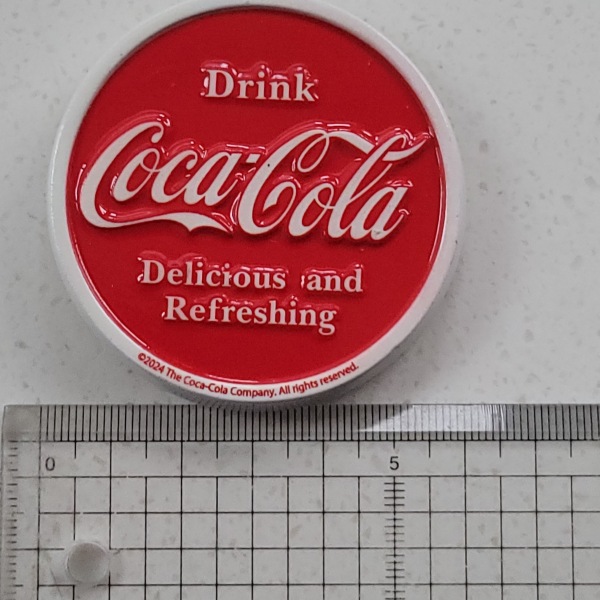 Drink
Coca-Cola
Delicious and
Refreshing
©2024 The Coca-Cola Company. All rights reserved.
0 5